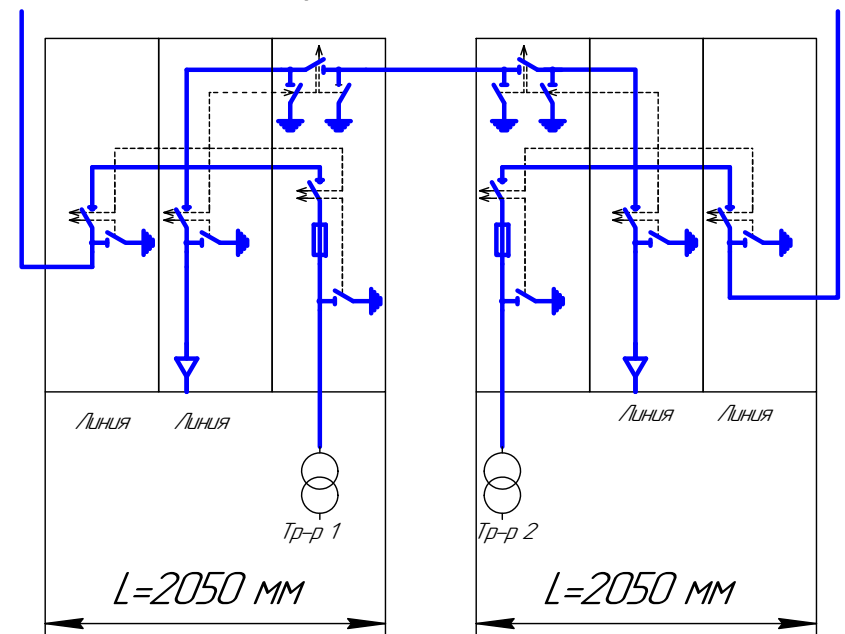 Линия Линия Линия Линия
Тр-р 1 Тр-р 2
L=2050 мм L=2050 мм